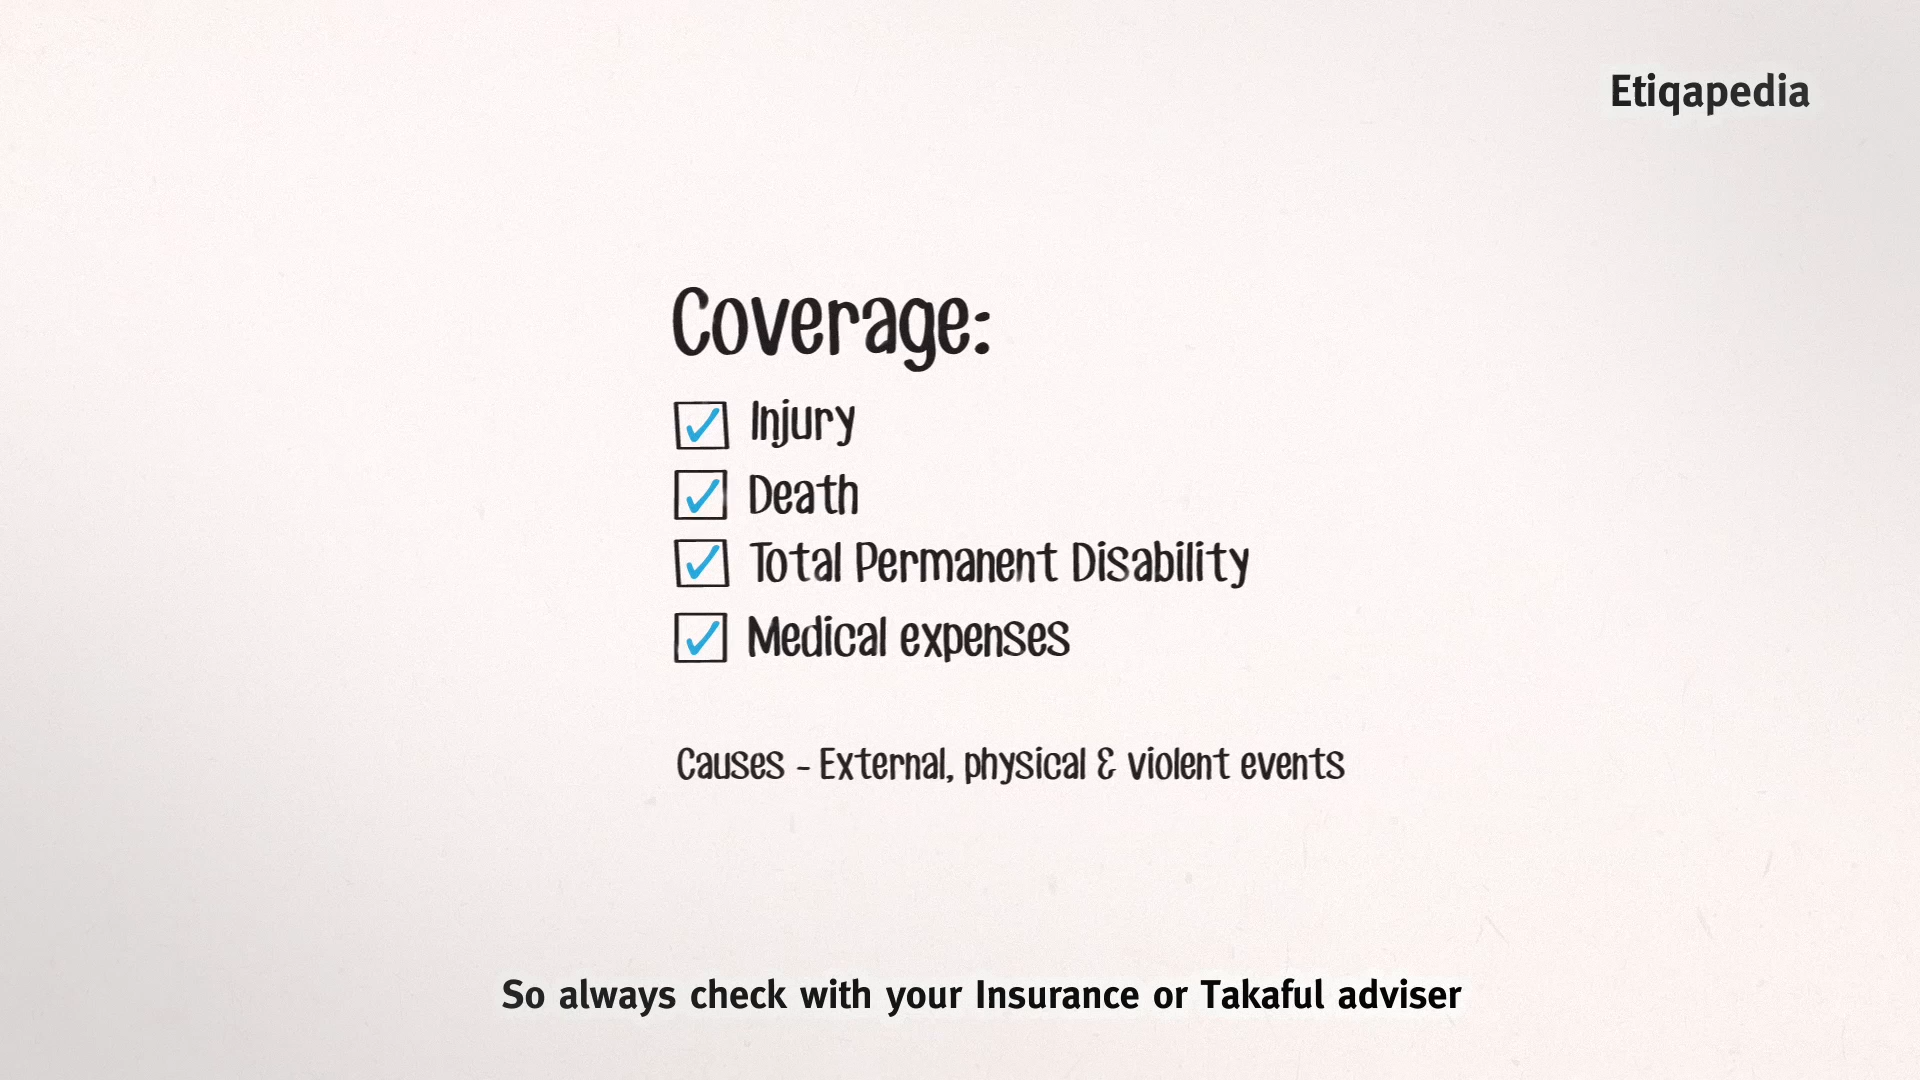 Etiqapedia
Coverage:
Injury
Death
Total Permanent Disability
Medical expenses
Causes - External, physical & violent events
So always check with your Insurance or Takaful adviser